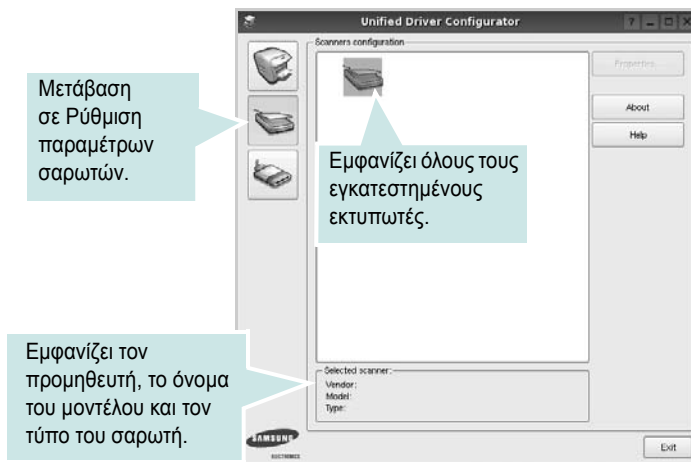 Unified Driver Configurator
Scanners configuration
Properties...
About
Help
Μετάβαση
σε Ρύθμιση
παραμέτρων
σαρωτών.
Εμφανίζει όλους τους
εγκατεστημένους
εκτυπωτές.
Εμφανίζει τον
προμηθευτή, το όνομα
του μοντέλου και τον
τύπο του σαρωτή.
Selected scanner:
Vendor:
Model:
Type:
SAMSUNG
ELECTRONICS
Exit